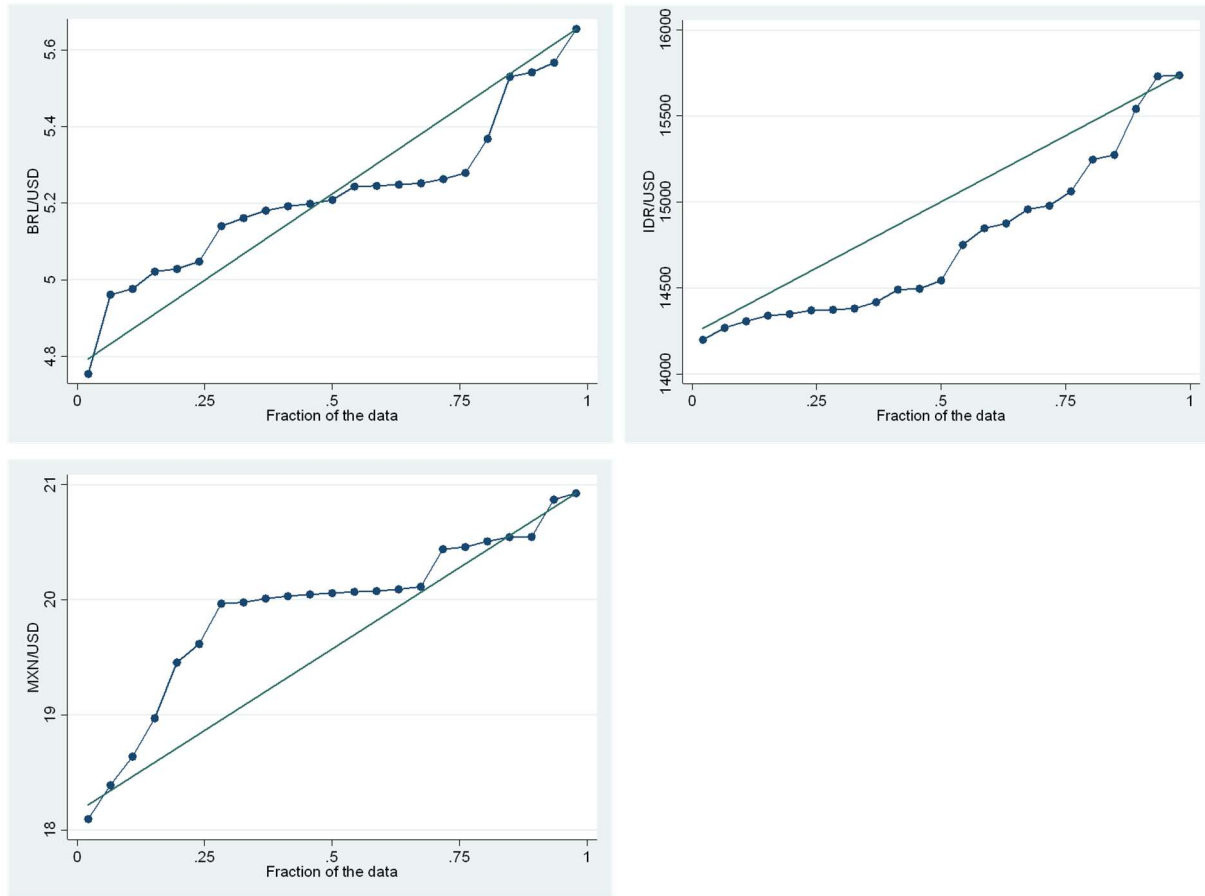 BRL/USD
5.6
5.4
5.2
5
4.8
0 .25 .5 .75 1
Fraction of the data
IDR/USD
16000
15500
15000
14500
14000
0 .25 .5 .75 1
Fraction of the data
MXN/USD
21
20
19
18
0 .25 .5 .75 1
Fraction of the data